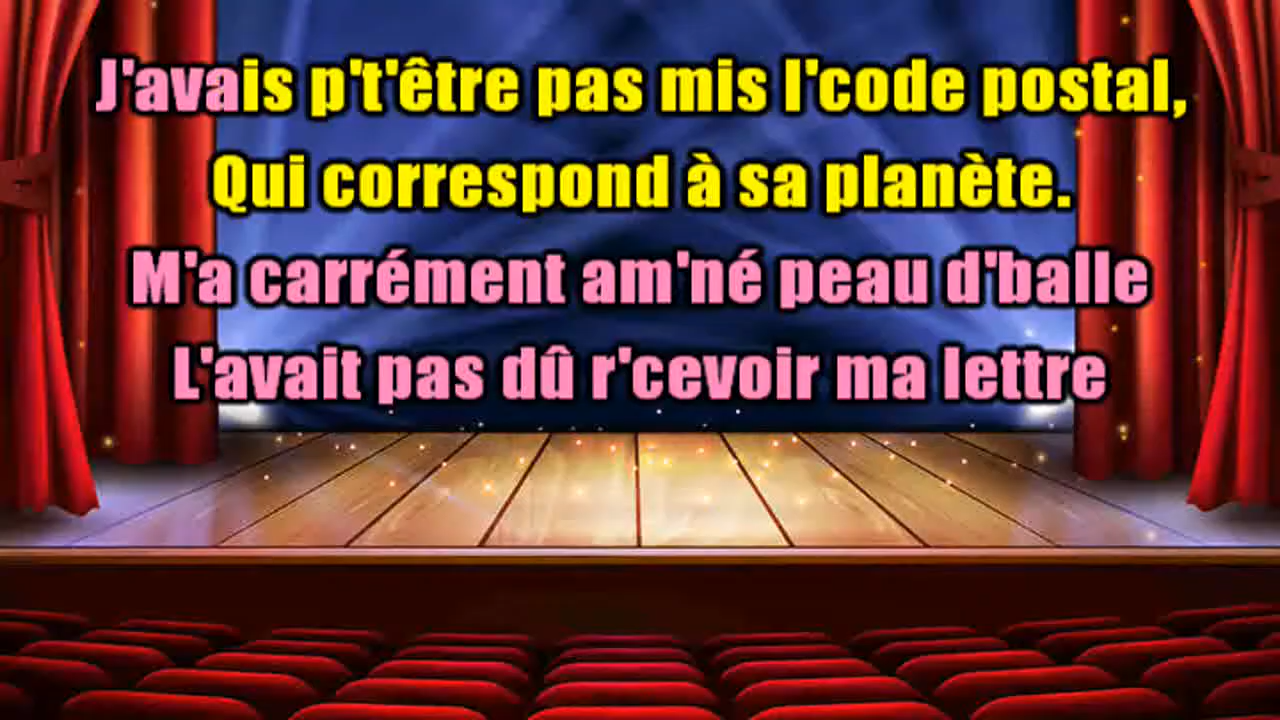 J'avais p't'être pas mis l'code postal,
Qui correspond à sa planète.
M'a carrément am'né peau d'balle
L'avait pas dû r'cevoir ma lettre